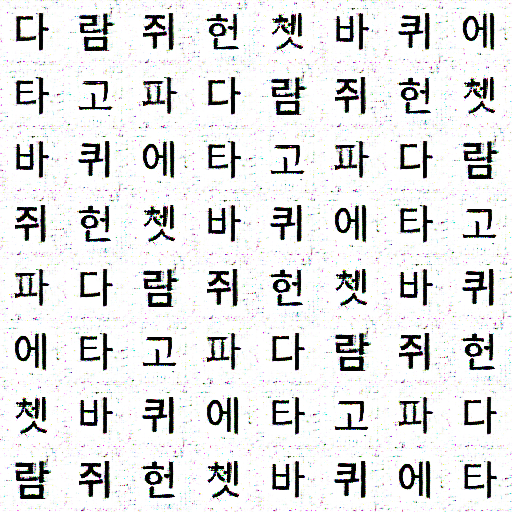 다 람 쥐 헌 쳇 바 퀴 에
타 고 파 다 람 쥐 헌 쳇
바 퀴 에 타 고 파 다 람
쥐 헌 쳇 바 퀴 에 타 고
파 다 람 쥐 헌 쳇 바 퀴
에 타 고 파 다 람 쥐 헌
쳇 바 퀴 에 타 고 파 다
람 쥐 헌 쳇 바 퀴 에 타